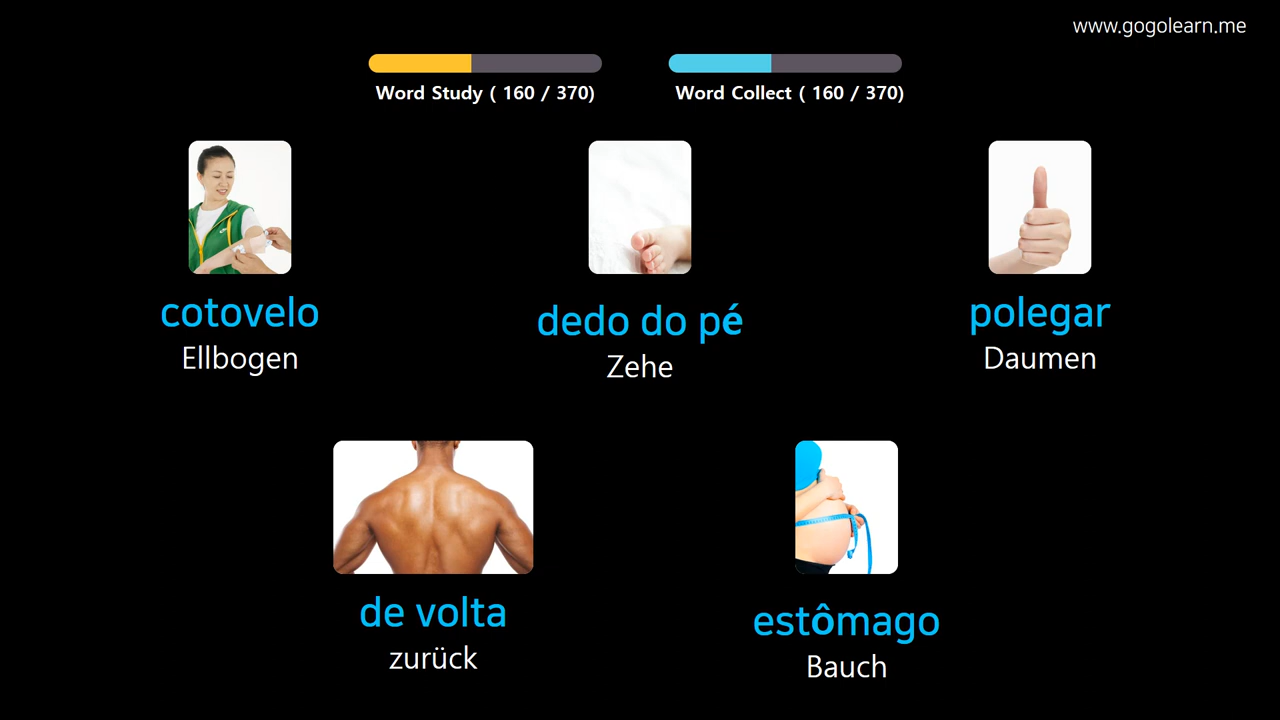 www.gogolearn.me
Word Study ( 160 / 370)
Word Collect ( 160 / 370)
cotovelo
Ellbogen
dedo do pé
Zehe
polegar
Daumen
de volta
zurück
estômago
Bauch